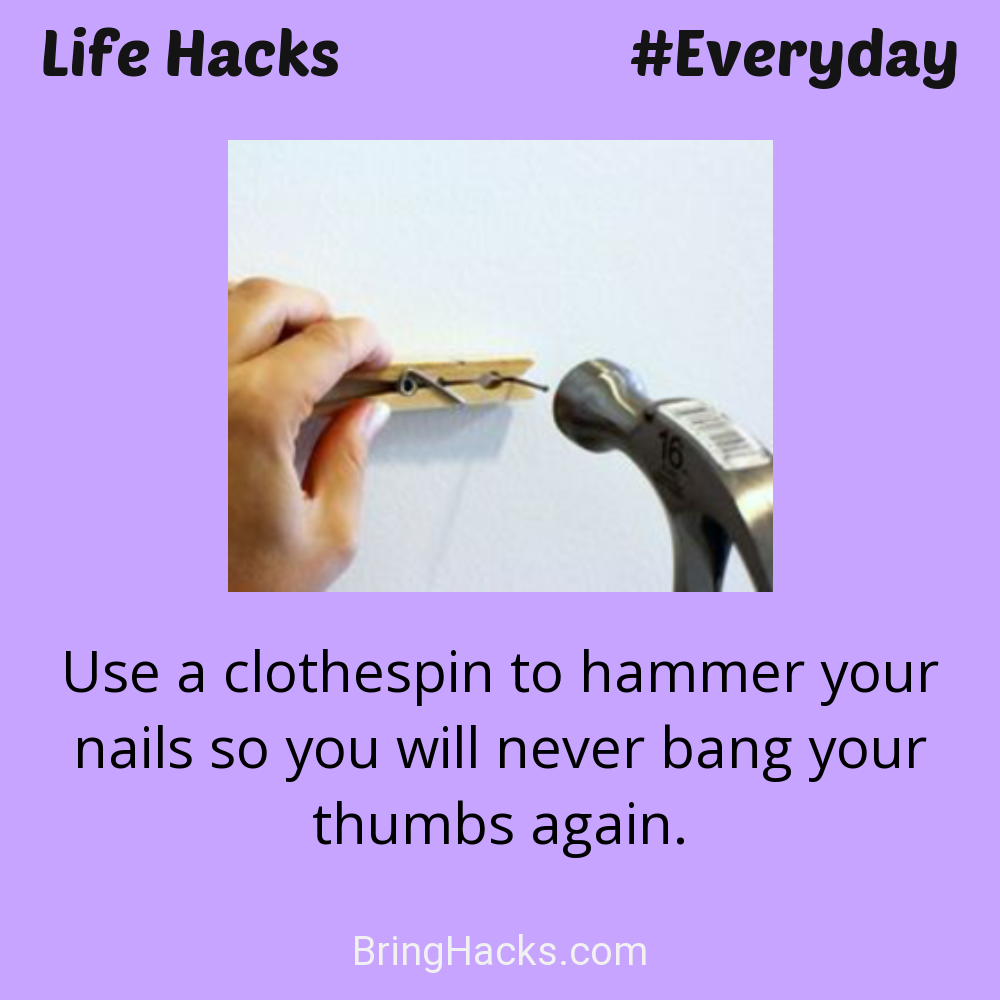 Life Hacks
#Everyday
16
Use a clothespin to hammer your
nails so you will never bang your
thumbs again.
BringHacks.com